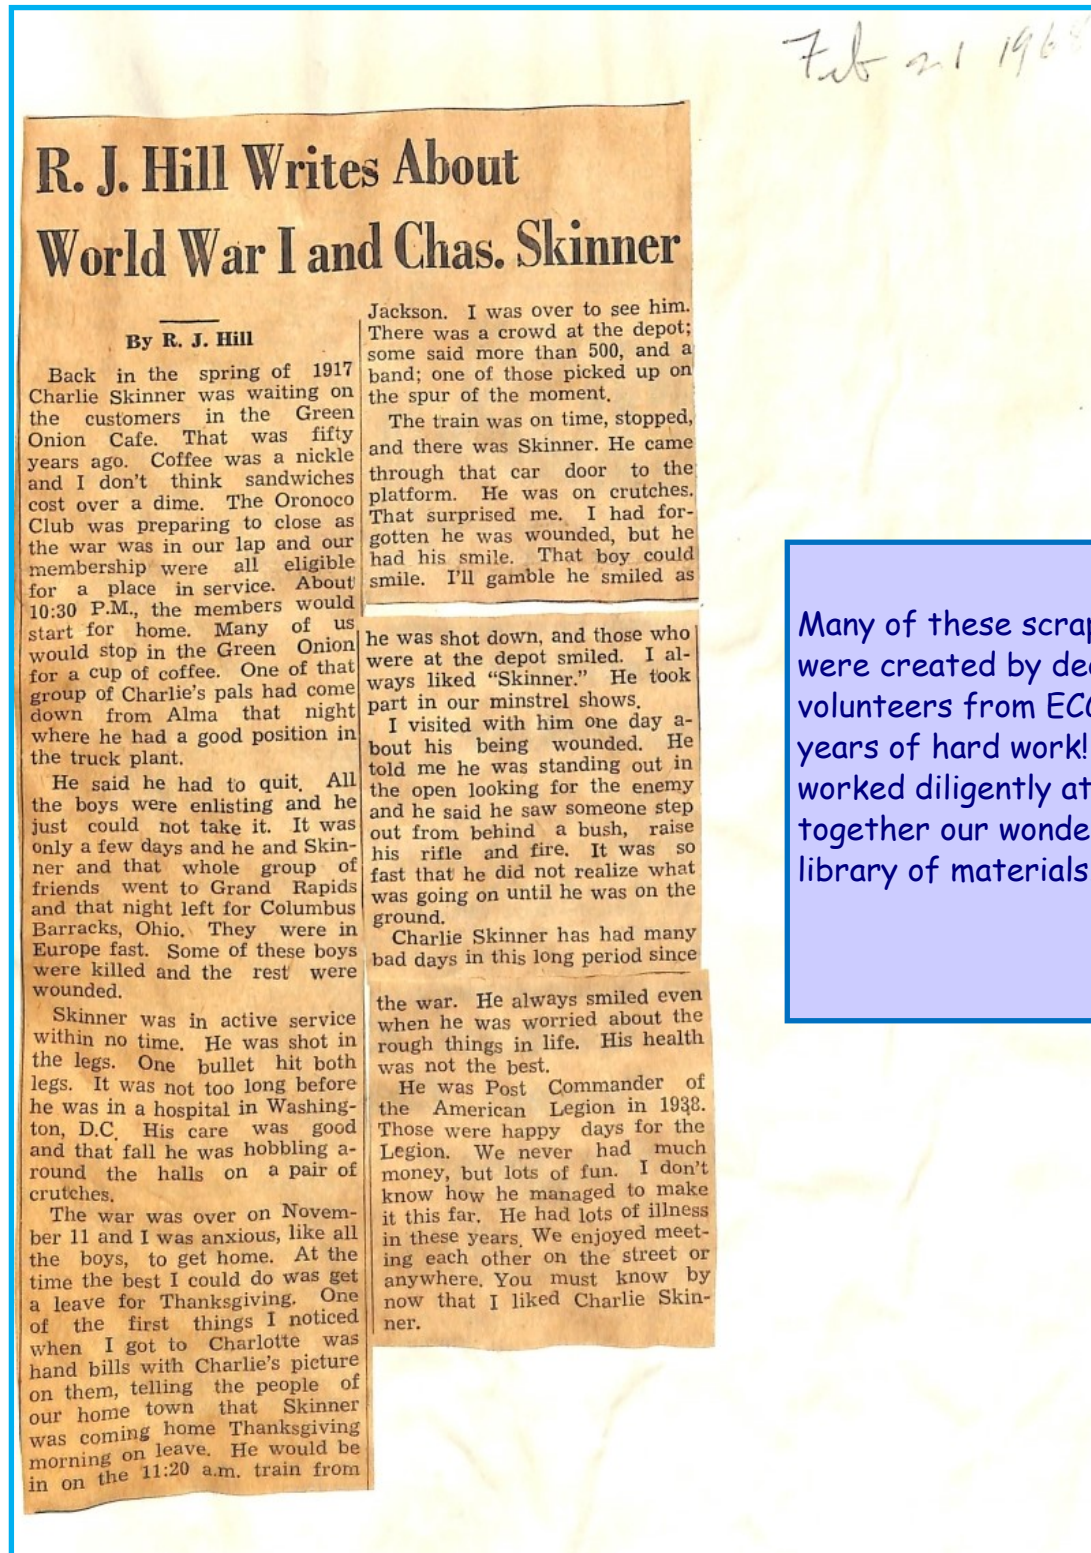 Feb 21 1968
R. J. Hill Writes About
World War I and Chas. Skinner
By R. J. Hill
Back in the spring of 1917
Charlie Skinner was waiting on
the customers in the Green
Onion Cafe. That was fifty
years ago. Coffee was a nickle
and I don't think sandwiches
cost over a dime. The Oronoco
Club was preparing to close as
the war was in our lap and our
membership were all eligible
for a place in service. About
10:30 P.M., the members would
start for home. Many of us
would stop in the Green Onion
for a cup of coffee. One of that
group of Charlie's pals had come
down from Alma that night
where he had a good position in
the truck plant.
He said he had to quit. All
the boys were enlisting and he
just could not take it. It was
only a few days and he and Skin-
ner and that whole group of
friends went to Grand Rapids
and that night left for Columbus
Barracks, Ohio. They were in
Europe fast. Some of these boys
were killed and the rest were
wounded.
Skinner was in active service
within no time. He was shot in
the legs. One bullet hit both
legs. It was not too long before
he was in a hospital in Washing-
ton, D.C. His care was good
and that fall he was hobbling a-
round the halls on a pair of
crutches.
The war was over on Novem-
ber 11 and I was anxious, like all
the boys, to get home. At the
time the best I could do was get
a leave for Thanksgiving. One
of the first things I noticed
when I got to Charlotte was
hand bills with Charlie's picture
on them, telling the people of
our home town that Skinner
was coming home Thanksgiving
morning on leave. He would be
in on the 11:20 a.m. train from
Jackson. I was over to see him.
There was a crowd at the depot;
some said more than 500, and a
band; one of those picked up on
the spur of the moment.
The train was on time, stopped,
and there was Skinner. He came
through that car door to the
platform. He was on crutches.
That surprised me. I had for-
gotten he was wounded, but he
had his smile. That boy could
smile. I'll gamble he smiled as
he was shot down, and those who
were at the depot smiled. I al-
ways liked "Skinner." He took
part in our minstrel shows.
I visited with him one day a-
bout his being wounded. He
told me he was standing out in
the open looking for the enemy
and he said he saw someone step
out from behind a bush, raise
his rifle and fire. It was so
fast that he did not realize what
was going on until he was on the
ground.
Charlie Skinner has had many
bad days in this long period since
the war. He always smiled even
when he was worried about the
rough things in life. His health
was not the best.
He was Post Commander of
the American Legion in 1938.
Those were happy days for the
Legion. We never had much
money, but lots of fun. I don't
know how he managed to make
it this far. He had lots of illness
in these years. We enjoyed meet-
ing each other on the street or
anywhere. You must know by
now that I liked Charlie Skin-
ner.
Many of these scrap
were created by de
volunteers from EC
years of hard work!
worked diligently at
together our wonde
library of materials